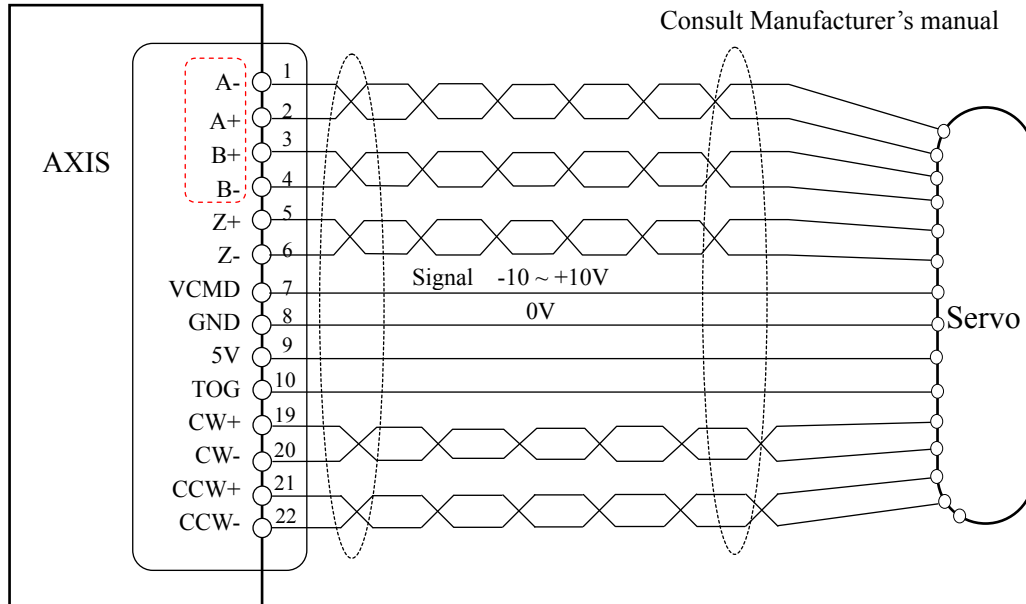 Consult Manufacturer's manual
AXIS
A- 1
A+ 2
B+ 3
B- 4
Z+ 5
Z- 6
Signal -10 ~ +10V
VCMD 7
0V
GND 8
Servo
5V 9
TOG 10
CW+ 19
CW- 20
CCW+ 21
CCW- 22